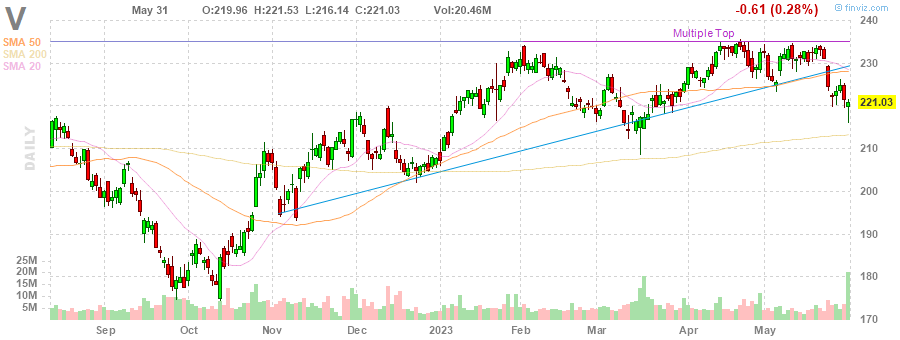 V May 31 O:219.96 H:221.53 L:216.14 C:221.03 Vol:20.46M -0.61 (0.28%) finviz.com
SMA 50
SMA 200
SMA 20
Multiple Top
DAILY
240
230
221.03
210
200
190
180
170
25M
20M
15M
10M
5M
Sep Oct Nov Dec 2023 Feb Mar Apr May